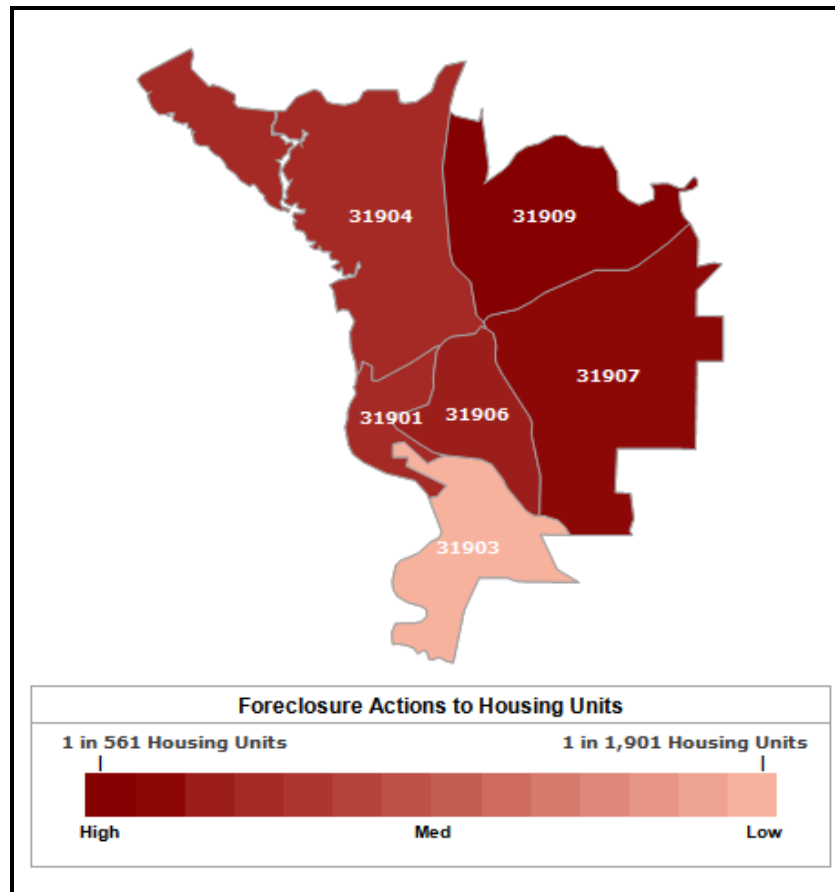 31904
31909
31907
31901
31906
31903
Foreclosure Actions to Housing Units
1 in 561 Housing Units
1 in 1,901 Housing Units
High
Med
Low